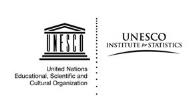 UNESCO
United Nations
Educational, Scientific and
Cultural Organization
UNESCO
INSTITUTE for STATISTICS